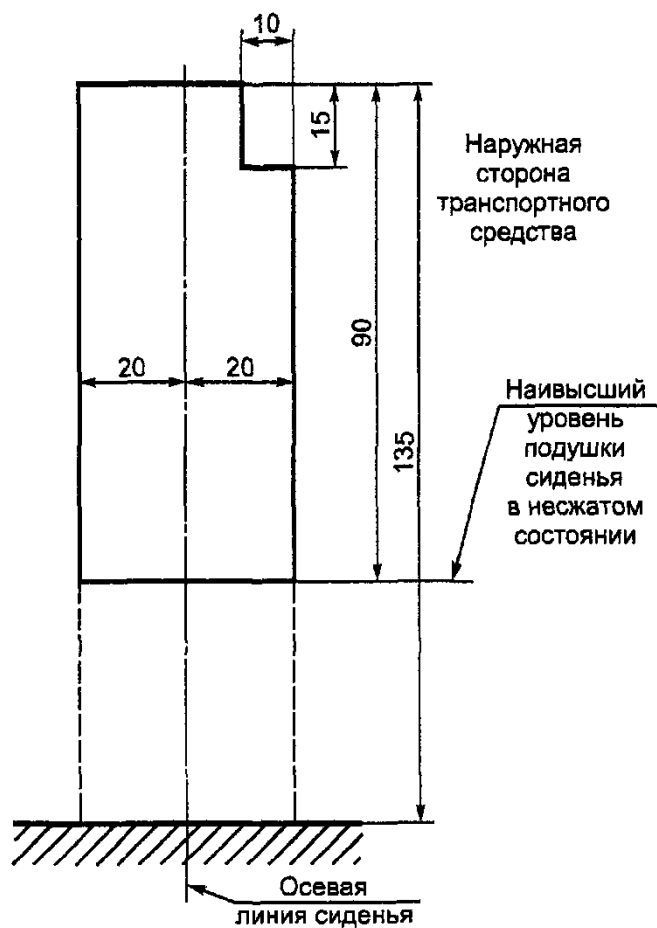 10
15
Наружная
сторона
транспортного
средства
90
20
20
135
Наивысший
уровень
подушки
сиденья
в несжатом
состоянии
Осевая
линия сиденья